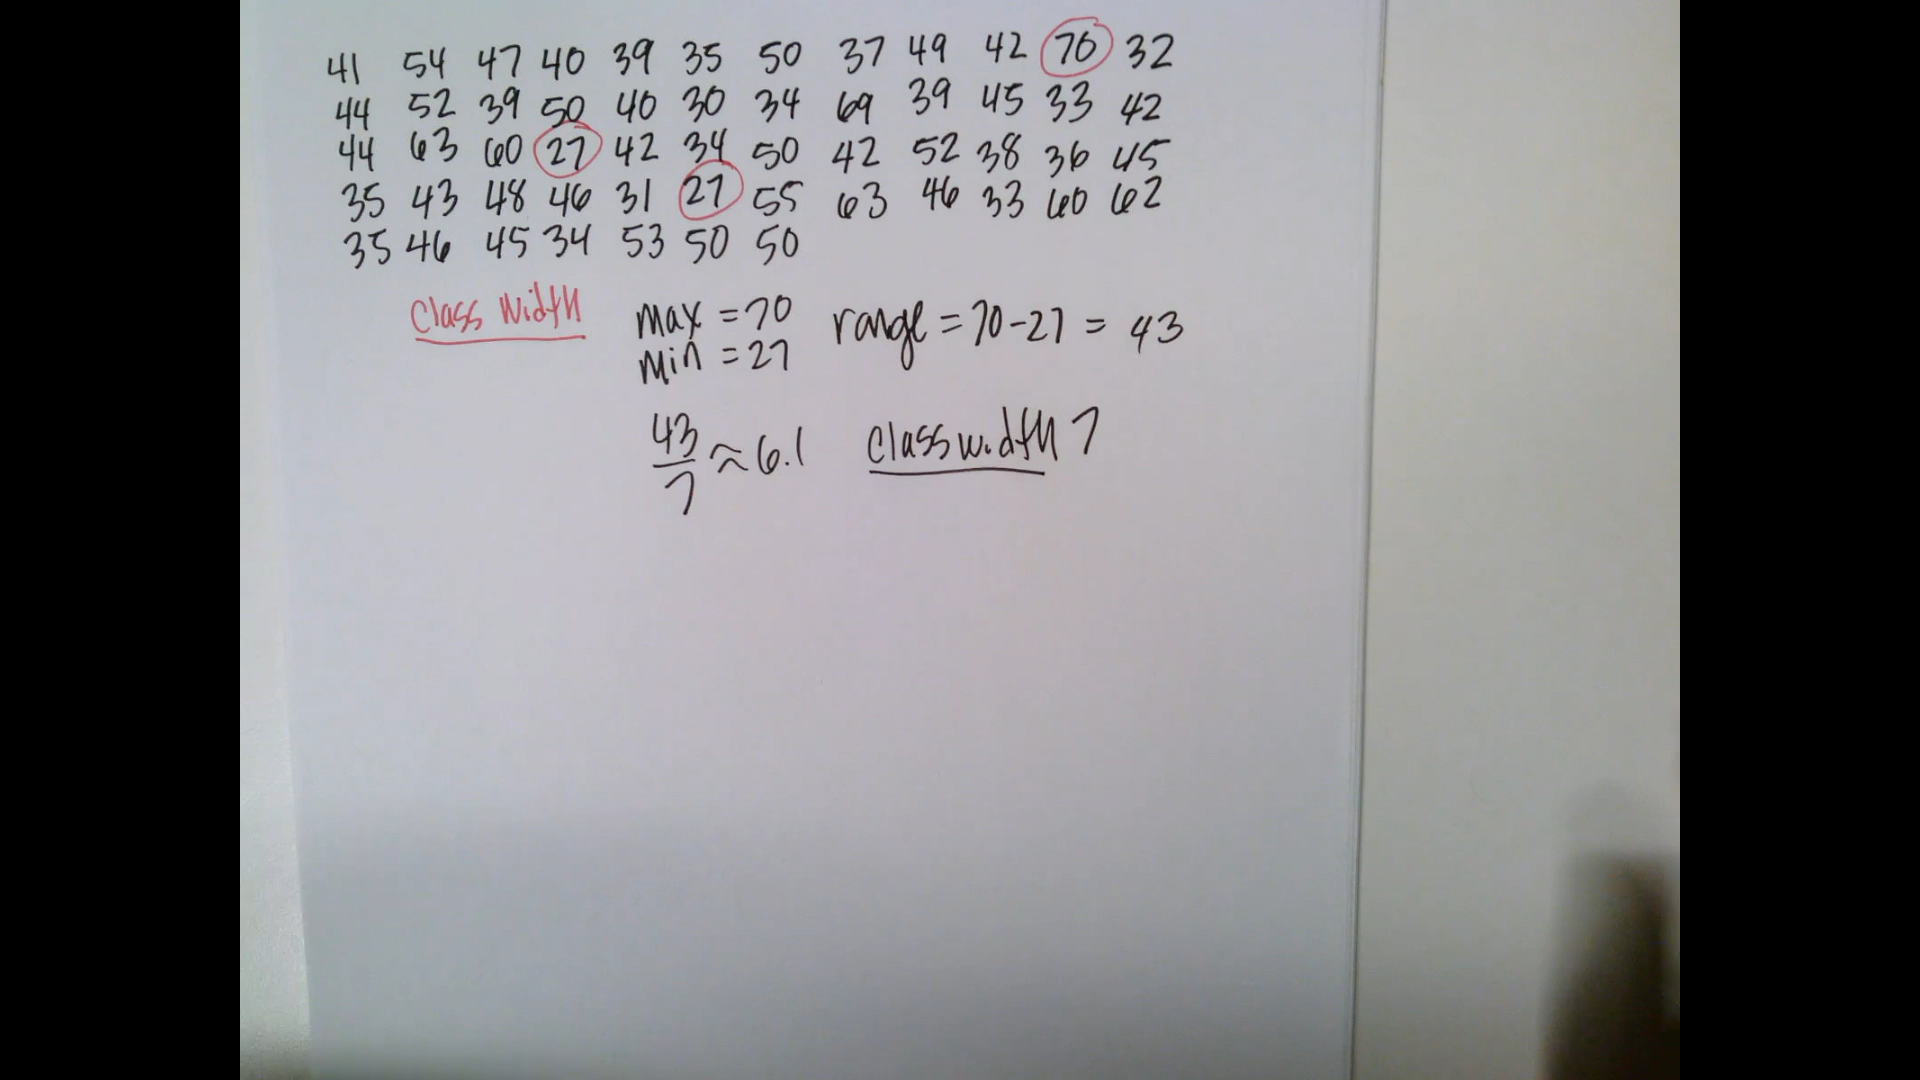 41 54 47 40 39 35 50 37 49 42 70 32
44 52 39 50 40 30 34 69 39 45 33 42
44 63 60 27 42 34 50 42 52 38 36 45
35 43 48 46 31 27 55 63 46 33 60 62
35 46 45 34 53 50 50
Class Width
max = 70
min = 27
range = 70-27 = 43
43/7 ≈ 6.1
class width 7